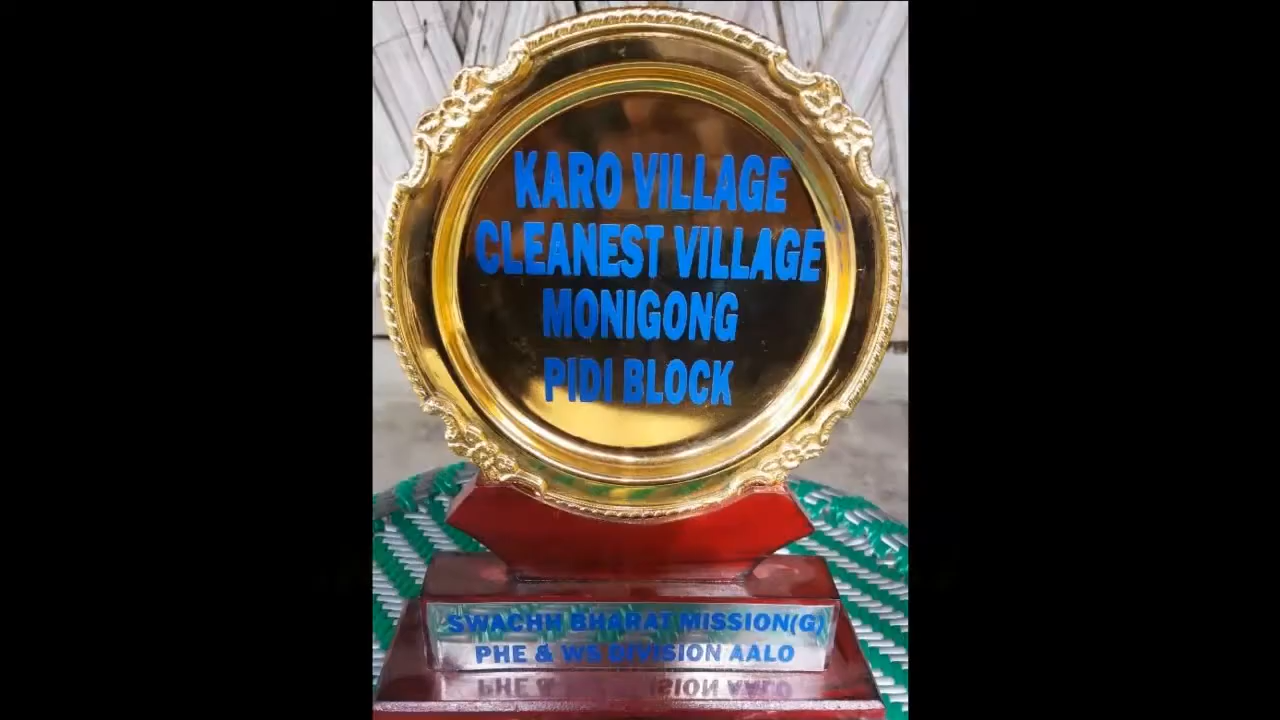 KARO VILLAGE
CLEANEST VILLAGE
MONIGONG
PIDI BLOCK
SWACHH BHARAT MISSION(G)
PHE & WS DIVISION AALO